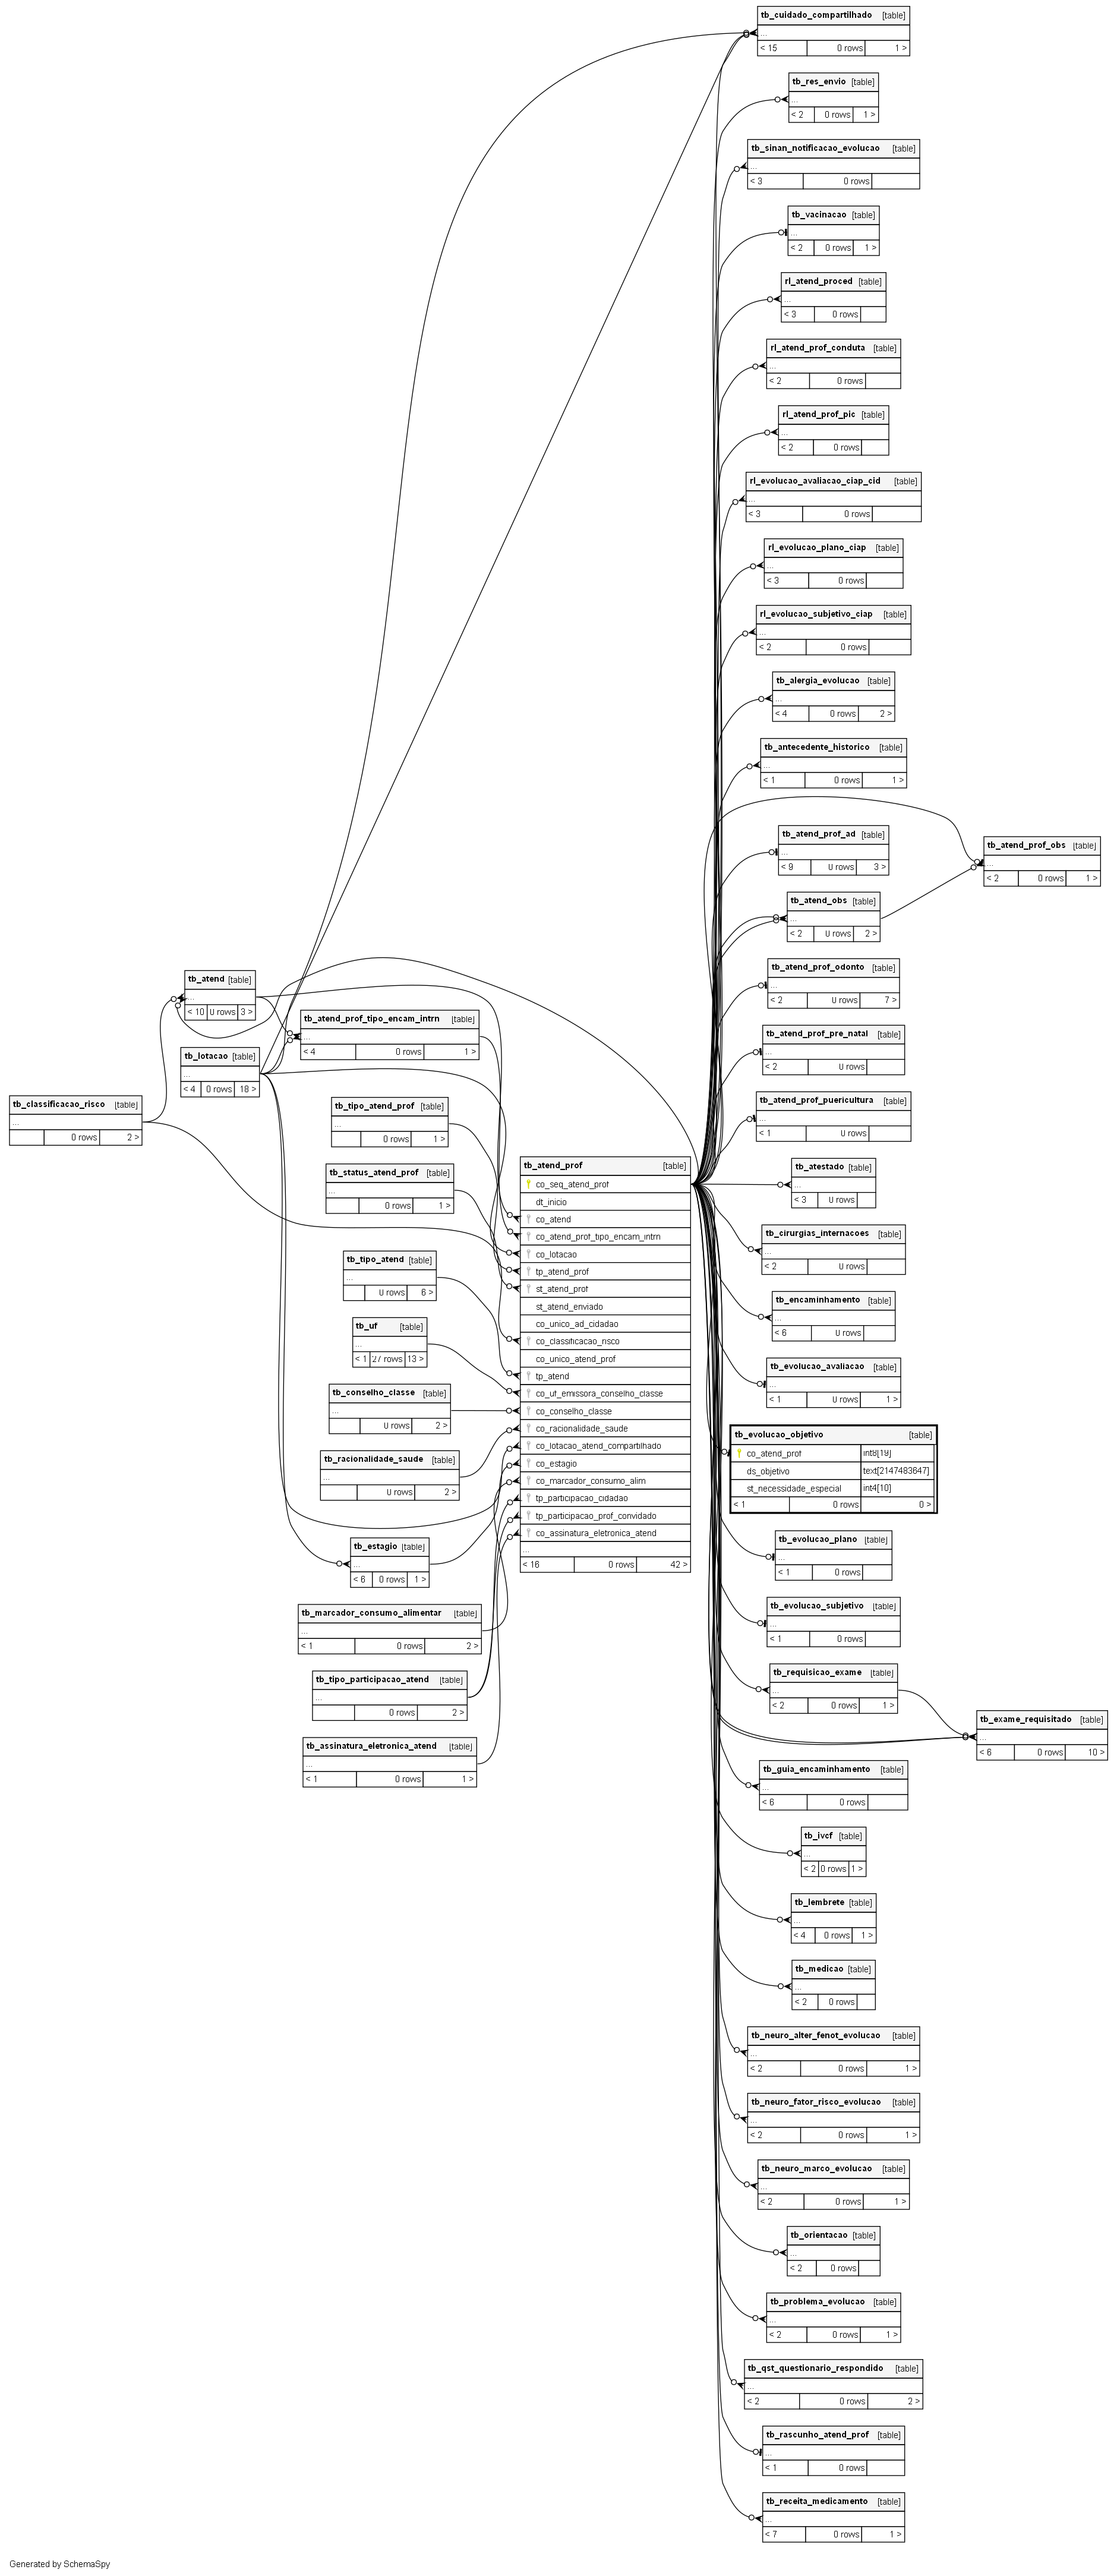 tb_cuidado_compartilhado [table]
...
< 15 0 rows 1 >
tb_res_envio [table]
...
< 2 0 rows 1 >
tb_sinan_notificacao_evolucao [table]
...
< 3 0 rows
tb_vacinacao [table]
...
< 2 0 rows 1 >
rl_atend_proced [table]
...
< 3 0 rows
rl_atend_prof_conduta [table]
...
< 2 0 rows
rl_atend_prof_pic [table]
...
< 2 0 rows
rl_evolucao_avaliacao_ciap_cid [table]
...
< 3 0 rows
rl_evolucao_plano_ciap [table]
...
< 3 0 rows
rl_evolucao_subjetivo_ciap [table]
...
< 2 0 rows
tb_alergia_evolucao [table]
...
< 4 0 rows 2 >
tb_antecedente_historico [table]
...
< 1 0 rows 1 >
tb_atend_prof_ad [table]
...
< 9 0 rows 3 >
tb_atend_prof_obs [table]
...
< 2 0 rows 1 >
tb_atend_obs [table]
...
< 2 0 rows 2 >
tb_atend_prof_odonto [table]
...
< 2 0 rows 7 >
tb_atend [table]
...
< 10 0 rows 3 >
tb_atend_prof_tipo_encam_intrn [table]
...
< 4 0 rows 1 >
tb_atend_prof_pre_natal [table]
...
< 2 0 rows
tb_lotacao [table]
...
< 4 0 rows 18 >
tb_classificacao_risco [table]
...
0 rows 2 >
tb_tipo_atend_prof [table]
...
0 rows 1 >
tb_atend_prof_puericultura [table]
...
< 1 0 rows
tb_status_atend_prof [table]
...
0 rows 1 >
tb_atend_prof [table]
co_seq_atend_prof
dt_inicio
co_atend
co_atend_prof_tipo_encam_intrn
co_lotacao
tp_atend_prof
st_atend_prof
st_atend_enviado
co_unico_ad_cidadao
co_classificacao_risco
co_unico_atend_prof
tp_atend
co_uf_emissora_conselho_classe
co_conselho_classe
co_racionalidade_saude
co_lotacao_atend_compartilhado
co_estagio
co_marcador_consumo_alim
tp_participacao_cidadao
tp_participacao_prof_convidado
co_assinatura_eletronica_atend
...
< 16 0 rows 42 >
tb_atestado [table]
...
< 3 0 rows
tb_cirurgias_internacoes [table]
...
< 2 0 rows
tb_tipo_atend [table]
...
0 rows 6 >
tb_encaminhamento [table]
...
< 6 0 rows
tb_uf [table]
...
< 1 27 rows 13 >
tb_evolucao_avaliacao [table]
...
< 1 0 rows 1 >
tb_conselho_classe [table]
...
0 rows 2 >
tb_evolucao_objetivo [table]
co_atend_prof int8[19]
ds_objetivo text[2147483647]
st_necessidade_especial int4[10]
< 1 0 rows 0 >
tb_racionalidade_saude [table]
...
0 rows 2 >
tb_estagio [table]
...
< 6 0 rows 1 >
tb_evolucao_plano [table]
...
< 1 0 rows
tb_marcador_consumo_alimentar [table]
...
< 1 0 rows 2 >
tb_evolucao_subjetivo [table]
...
< 1 0 rows
tb_tipo_participacao_atend [table]
...
0 rows 2 >
tb_requisicao_exame [table]
...
< 2 0 rows 1 >
tb_exame_requisitado [table]
...
< 6 0 rows 10 >
tb_assinatura_eletronica_atend [table]
...
< 1 0 rows 1 >
tb_guia_encaminhamento [table]
...
< 6 0 rows
tb_ivcf [table]
...
< 2 0 rows 1 >
tb_lembrete [table]
...
< 4 0 rows 1 >
tb_medicao [table]
...
< 2 0 rows
tb_neuro_alter_fenot_evolucao [table]
...
< 2 0 rows 1 >
tb_neuro_fator_risco_evolucao [table]
...
< 2 0 rows 1 >
tb_neuro_marco_evolucao [table]
...
< 2 0 rows 1 >
tb_orientacao [table]
...
< 2 0 rows
tb_problema_evolucao [table]
...
< 2 0 rows 1 >
tb_qst_questionario_respondido [table]
...
< 2 0 rows 2 >
tb_rascunho_atend_prof [table]
...
< 1 0 rows
tb_receita_medicamento [table]
...
< 7 0 rows 1 >
Generated by SchemaSpy